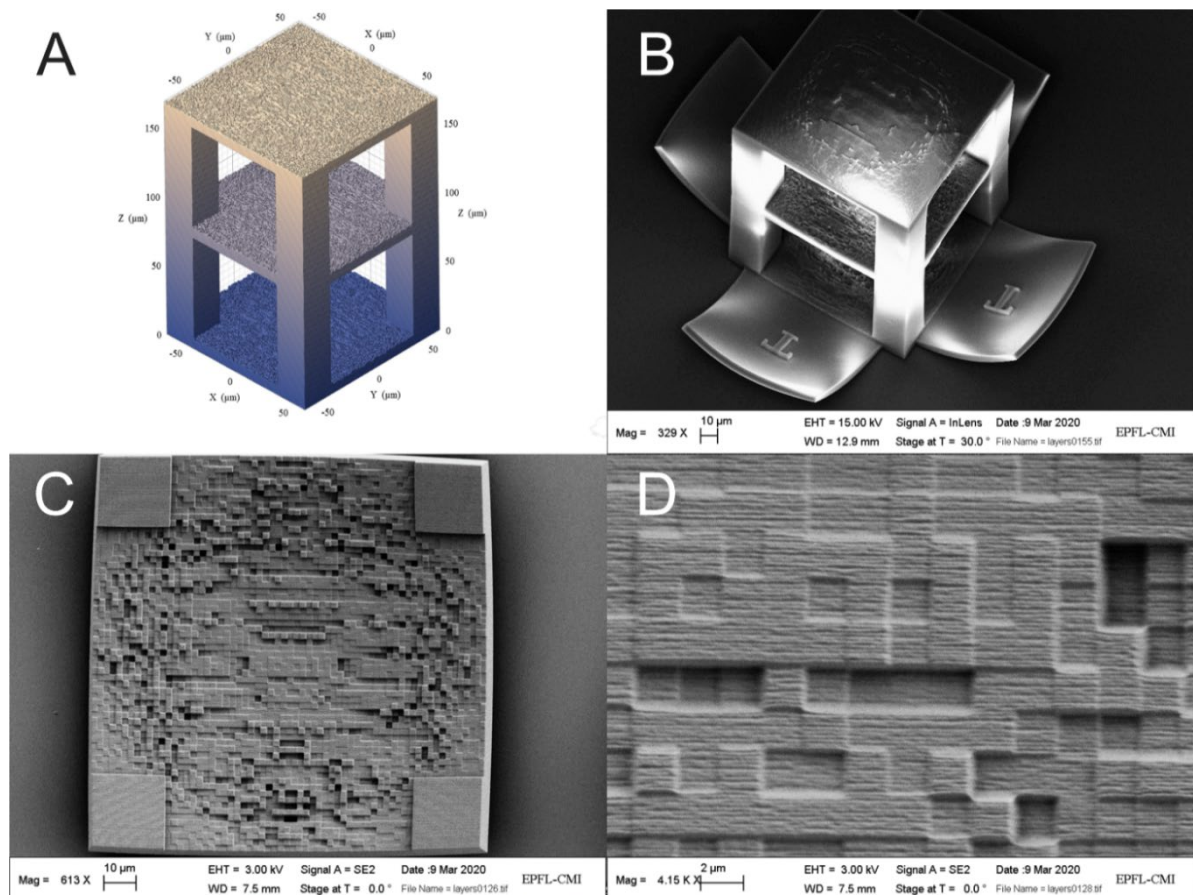 A
50
-50
Y (µm)
X (µm)
0
0
-50
50
150
150
100
100
Z (µm)
Z (µm)
50
50
0
0
-50
50
0
0
X (µm)
Y (µm)
50
-50
B
Mag = 329 X
10 µm
EHT = 15.00 kV
Signal A = InLens
Date :9 Mar 2020
WD = 12.9 mm
Stage at T = 30.0 °
File Name = layers0155.tif
EPFL-CMI
C
Mag = 613 X
10 µm
EHT = 3.00 kV
Signal A = SE2
Date :9 Mar 2020
WD = 7.5 mm
Stage at T = 0.0 °
File Name = layers0126.tif
EPFL-CMI
D
Mag = 4.15 K X
2 µm
EHT = 3.00 kV
Signal A = SE2
Date :9 Mar 2020
WD = 7.5 mm
Stage at T = 0.0 °
File Name = layers0128.tif
EPFL-CMI